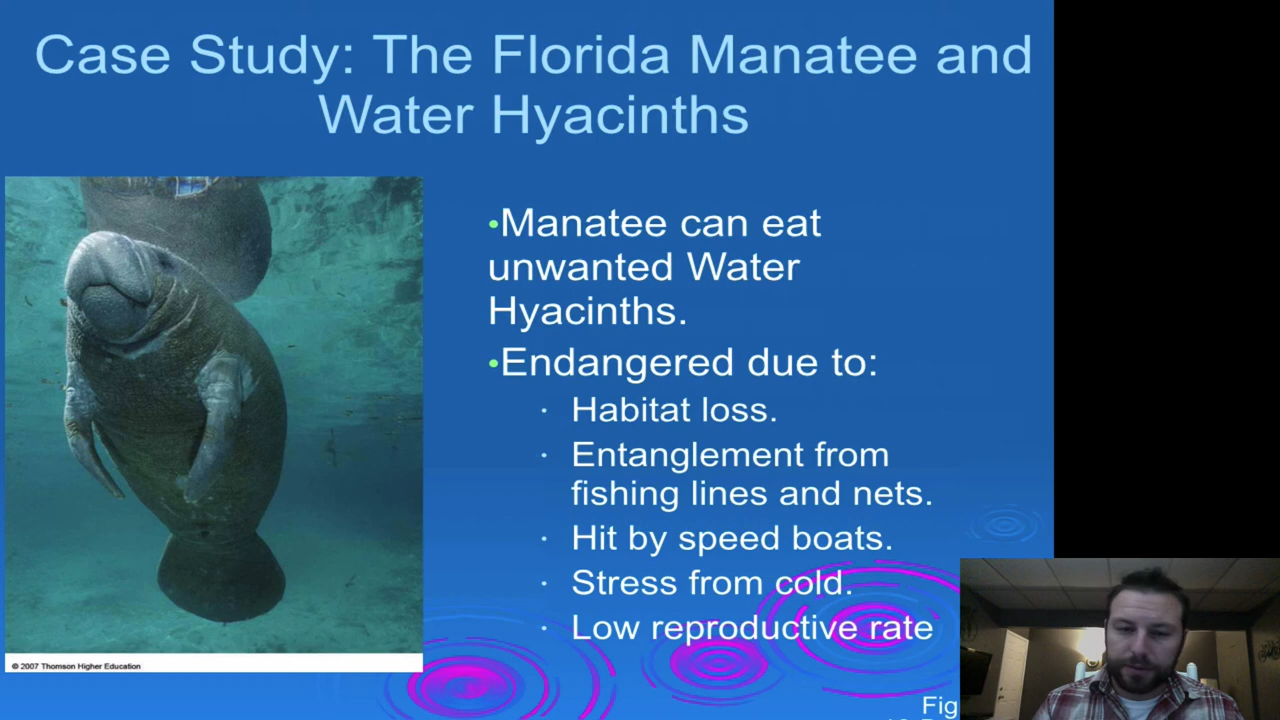 Case Study: The Florida Manatee and
Water Hyacinths
•Manatee can eat
unwanted Water
Hyacinths.
•Endangered due to:
· Habitat loss.
· Entanglement from
fishing lines and nets.
· Hit by speed boats.
· Stress from cold.
· Low reproductive rate
© 2007 Thomson Higher Education
Fig